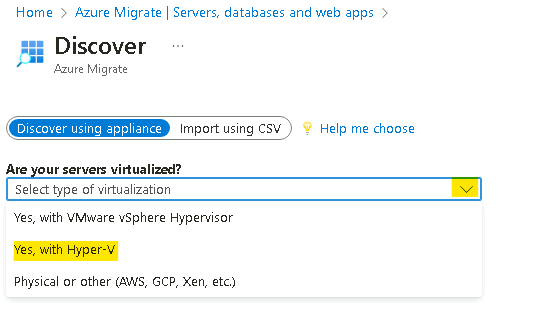 Home > Azure Migrate | Servers, databases and web apps >
Discover ...
Azure Migrate
Discover using appliance Import using CSV Help me choose
Are your servers virtualized?
Select type of virtualization
Yes, with VMware vSphere Hypervisor
Yes, with Hyper-V
Physical or other (AWS, GCP, Xen, etc.)